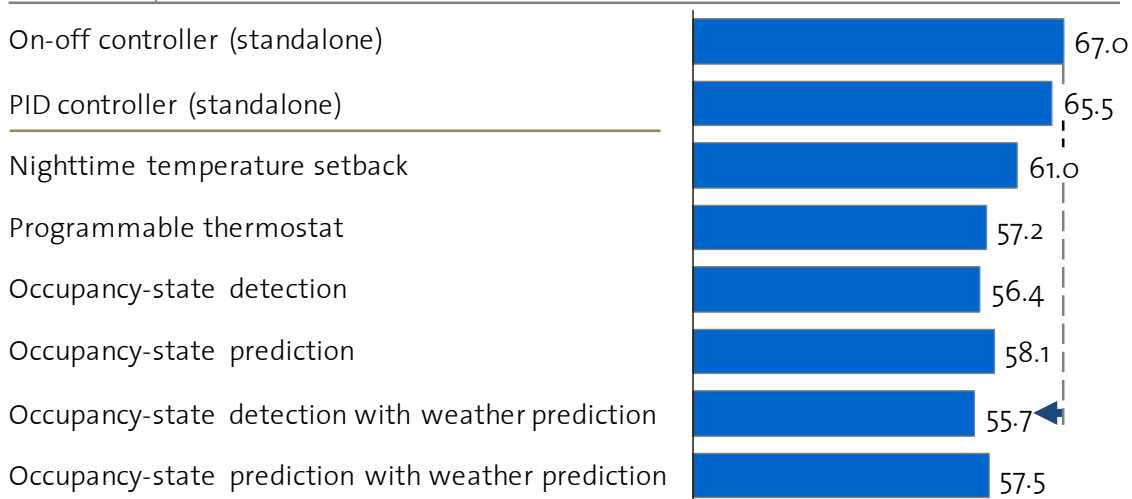 On-off controller (standalone) 67.0
PID controller (standalone) 65.5
Nighttime temperature setback 61.0
Programmable thermostat 57.2
Occupancy-state detection 56.4
Occupancy-state prediction 58.1
Occupancy-state detection with weather prediction 55.7
Occupancy-state prediction with weather prediction 57.5